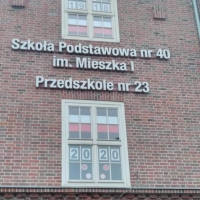 Szkoła Podstawowa nr 40
im. Mieszka I
Przedszkole nr 23
2020